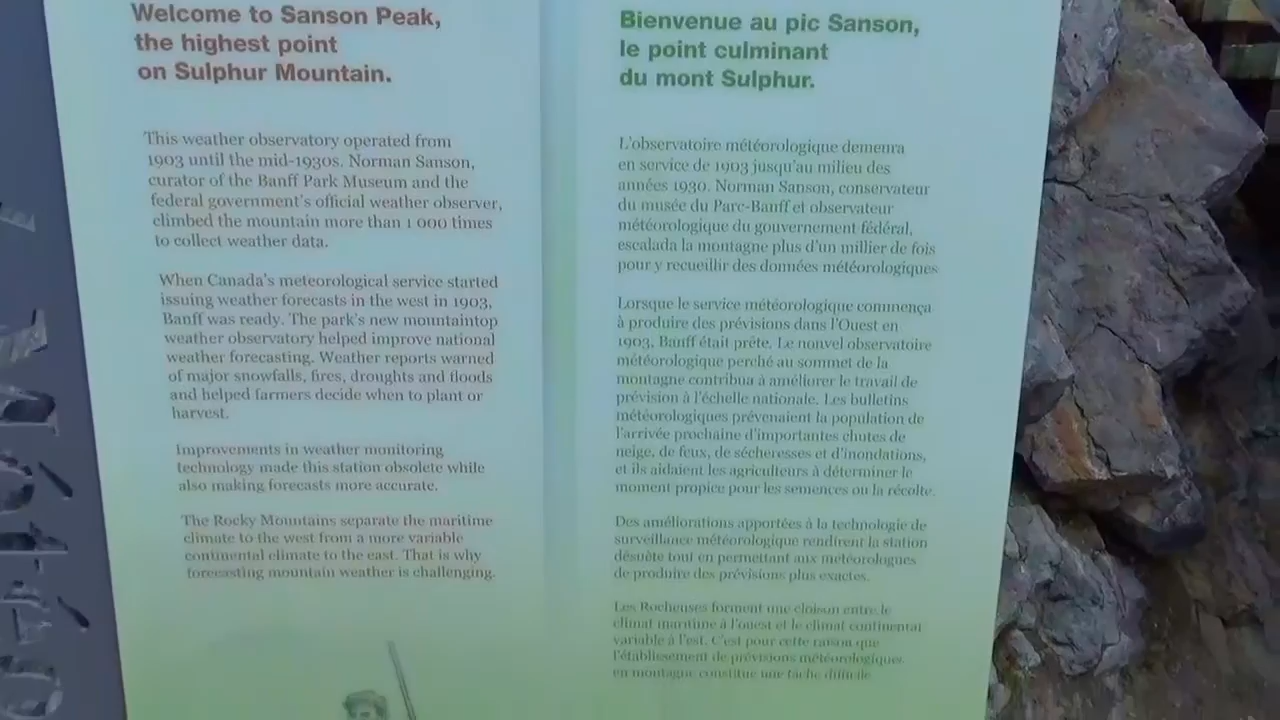 Welcome to Sanson Peak,
the highest point
on Sulphur Mountain.
This weather observatory operated from
1903 until the mid-1930s. Norman Sanson,
curator of the Banff Park Museum and the
federal government's official weather observer,
climbed the mountain more than 1 000 times
to collect weather data.
When Canada's meteorological service started
issuing weather forecasts in the west in 1903,
Banff was ready. The park's new mountaintop
weather observatory helped improve national
weather forecasting. Weather reports warned
of major snowfalls, fires, droughts and floods
and helped farmers decide when to plant or
harvest.
Improvements in weather monitoring
technology made this station obsolete while
also making forecasts more accurate.
The Rocky Mountains separate the maritime
climate to the west from a more variable
continental climate to the east. That is why
forecasting mountain weather is challenging.
Bienvenue au pic Sanson,
le point culminant
du mont Sulphur.
L'observatoire météorologique demeura
en service de 1903 jusqu'au milieu des
années 1930. Norman Sanson, conservateur
du musée du Parc-Banff et observateur
météorologique du gouvernement fédéral,
escalada la montagne plus d'un millier de fois
pour y recueillir des données météorologiques
Lorsque le service météorologique commença
à produire des prévisions dans l'Ouest en
1903, Banff était prête. Le nouvel observatoire
météorologique perché au sommet de la
montagne contribua à améliorer le travail de
prévision à l'échelle nationale. Les bulletins
météorologiques prévenaient la population de
l'arrivée prochaine d'importantes chutes de
neige, de feux, de sécheresses et d'inondations,
et ils aidaient les agriculteurs à déterminer le
moment propice pour les semences ou la récolte.
Des améliorations apportées à la technologie de
surveillance météorologique rendirent la station
désuète tout en permettant aux météorologues
de produire des prévisions plus exactes.
Les Rocheuses forment une cloison entre le
climat maritime à l'ouest et le climat continental
variable à l'est. C'est pour cette raison que
l'établissement de prévisions météorologiques
en montagne constitue une tâche difficile